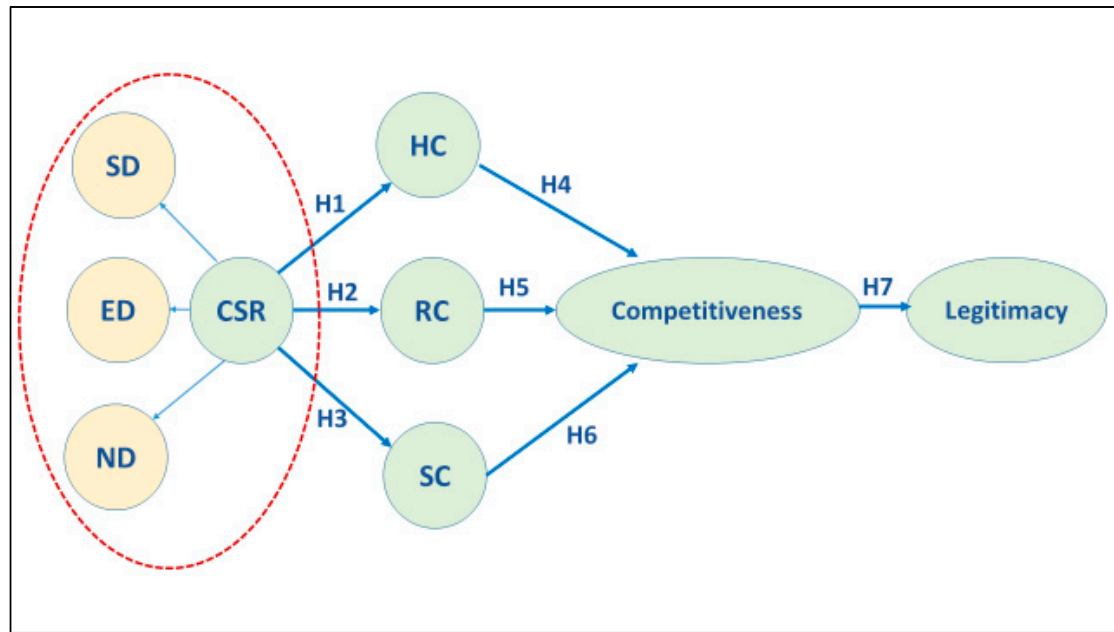 SD
ED
ND
CSR
H1
H2
H3
HC
RC
SC
H4
H5
H6
Competitiveness
H7
Legitimacy